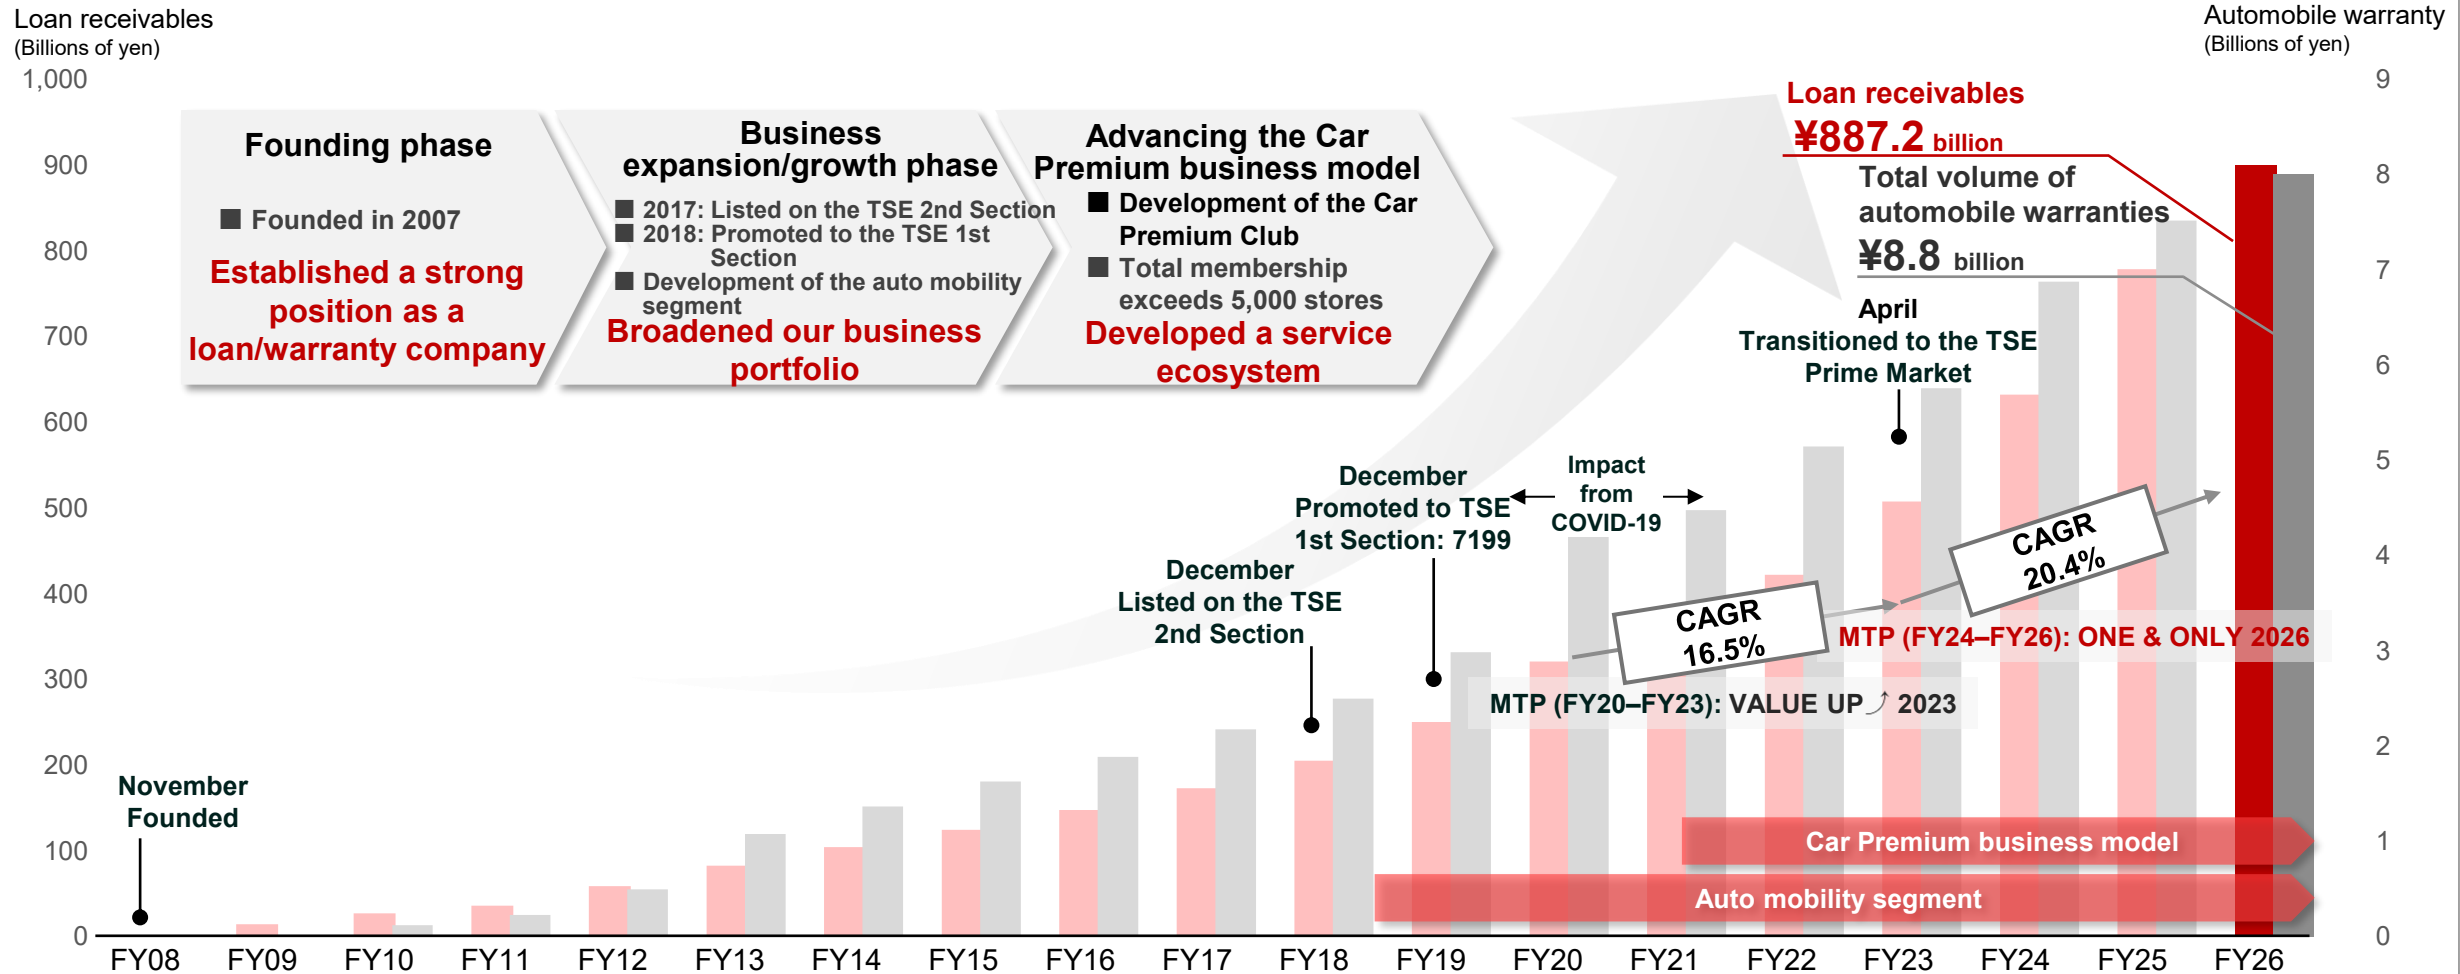 Loan receivables
(Billions of yen)
Automobile warranty
(Billions of yen)
1,000
900
800
700
600
500
400
300
200
100
0
9
8
7
6
5
4
3
2
1
0
Founding phase
■ Founded in 2007
Established a strong
position as a
loan/warranty company
Business
expansion/growth phase
■ 2017: Listed on the TSE 2nd Section
■ 2018: Promoted to the TSE 1st
Section
■ Development of the auto mobility
segment
Broadened our business
portfolio
Advancing the Car
Premium business model
■ Development of the Car
Premium Club
■ Total membership
exceeds 5,000 stores
Developed a service
ecosystem
Loan receivables
¥887.2 billion
Total volume of
automobile warranties
¥8.8 billion
April
Transitioned to the TSE
Prime Market
Impact
from
COVID-19
December
Promoted to TSE
1st Section: 7199
December
Listed on the TSE
2nd Section
November
Founded
CAGR
16.5%
CAGR
20.4%
MTP (FY24–FY26): ONE & ONLY 2026
MTP (FY20–FY23): VALUE UP⤴ 2023
Car Premium business model
Auto mobility segment
FY08 FY09 FY10 FY11 FY12 FY13 FY14 FY15 FY16 FY17 FY18 FY19 FY20 FY21 FY22 FY23 FY24 FY25 FY26